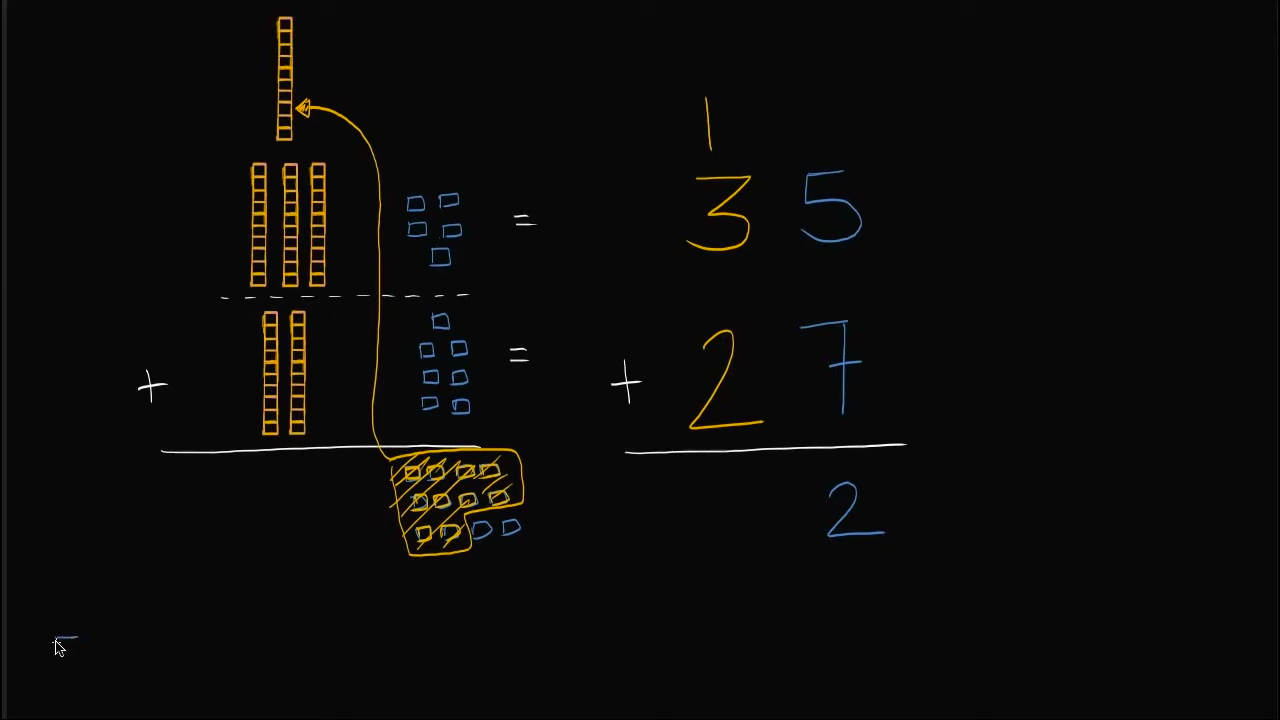 1
= 35
+ = + 27
2